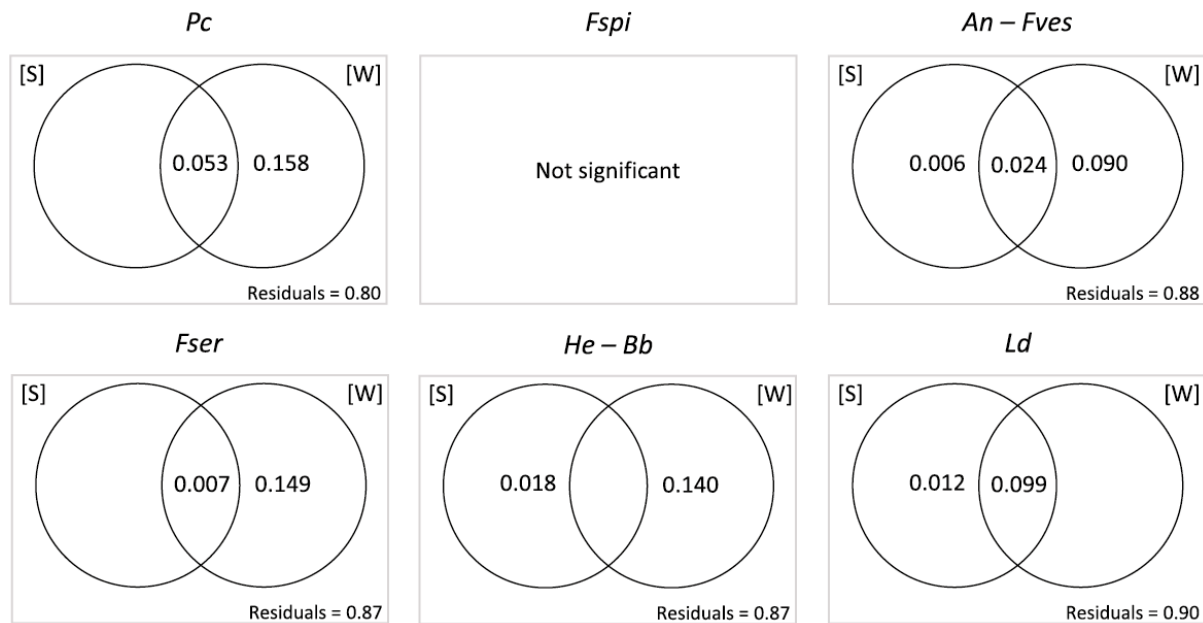 Pc
[S] [W]
0.053 0.158
Residuals = 0.80
Fspi
Not significant
An – Fves
[S] [W]
0.006 0.024 0.090
Residuals = 0.88
Fser
[S] [W]
0.007 0.149
Residuals = 0.87
He – Bb
[S] [W]
0.018 0.140
Residuals = 0.87
Ld
[S] [W]
0.012 0.099
Residuals = 0.90